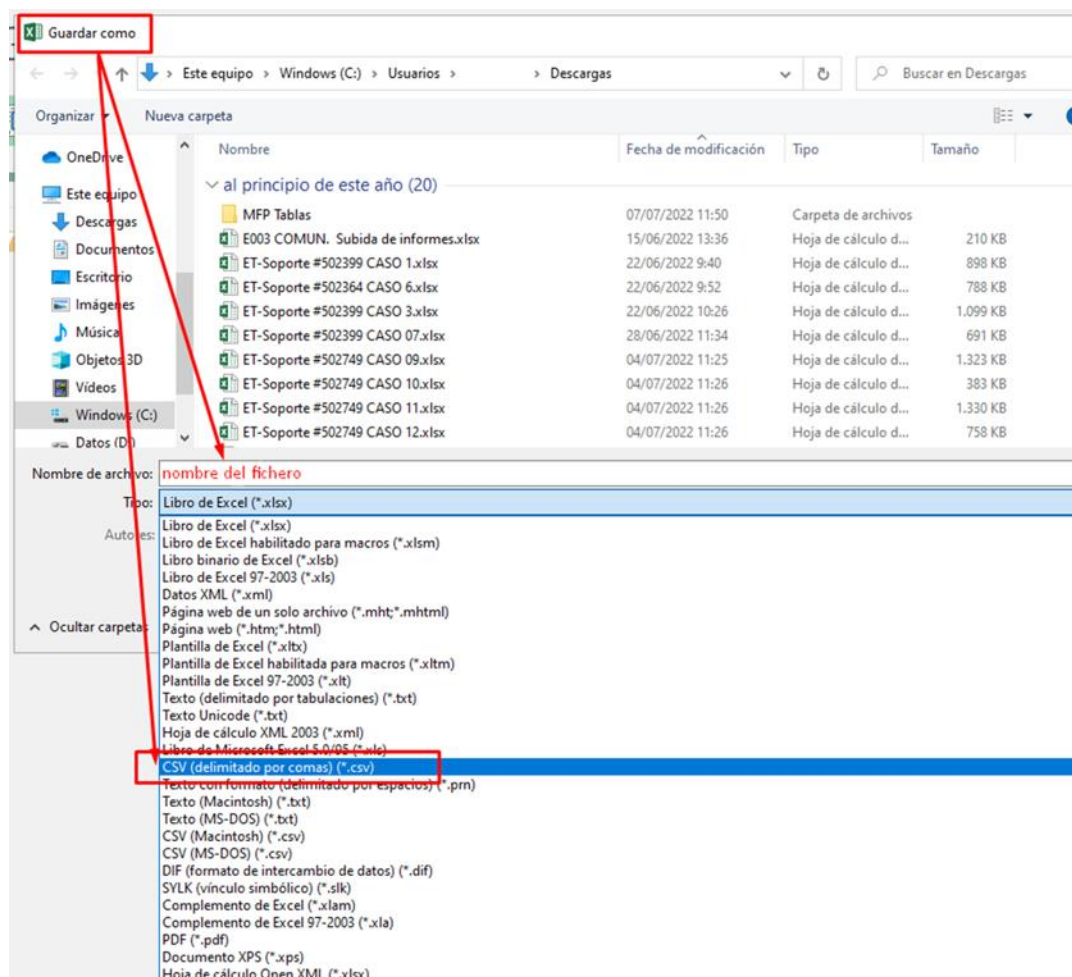 Guardar como
Este equipo > Windows (C:) > Usuarios > > Descargas
Buscar en Descargas
Organizar Nueva carpeta
Nombre Fecha de modificación Tipo Tamaño
OneDrive
Este equipo
Descargas
Documentos
Escritorio
Imágenes
Música
Objetos 3D
Vídeos
Windows (C:)
Datos (D:)
al principio de este año (20)
MFP Tablas 07/07/2022 11:50 Carpeta de archivos
E003 COMUN. Subida de informes.xlsx 15/06/2022 13:36 Hoja de cálculo d... 210 KB
ET-Soporte #502399 CASO 1.xlsx 22/06/2022 9:40 Hoja de cálculo d... 898 KB
ET-Soporte #502364 CASO 6.xlsx 22/06/2022 9:52 Hoja de cálculo d... 788 KB
ET-Soporte #502399 CASO 3.xlsx 22/06/2022 10:26 Hoja de cálculo d... 1.099 KB
ET-Soporte #502399 CASO 07.xlsx 28/06/2022 11:34 Hoja de cálculo d... 691 KB
ET-Soporte #502749 CASO 09.xlsx 04/07/2022 11:25 Hoja de cálculo d... 1.323 KB
ET-Soporte #502749 CASO 10.xlsx 04/07/2022 11:26 Hoja de cálculo d... 383 KB
ET-Soporte #502749 CASO 11.xlsx 04/07/2022 11:26 Hoja de cálculo d... 1.330 KB
ET-Soporte #502749 CASO 12.xlsx 04/07/2022 11:26 Hoja de cálculo d... 758 KB
Nombre de archivo: nombre del fichero
Tipo: Libro de Excel (*.xlsx)
Autores:
Ocultar carpetas
Libro de Excel (*.xlsx)
Libro de Excel habilitado para macros (*.xlsm)
Libro binario de Excel (*.xlsb)
Libro de Excel 97-2003 (*.xls)
Datos XML (*.xml)
Página web de un solo archivo (*.mht;*.mhtml)
Página web (*.htm;*.html)
Plantilla de Excel (*.xltx)
Plantilla de Excel habilitada para macros (*.xltm)
Plantilla de Excel 97-2003 (*.xlt)
Texto (delimitado por tabulaciones) (*.txt)
Texto Unicode (*.txt)
Hoja de cálculo XML 2003 (*.xml)
Libro de Microsoft Excel 5.0/95 (*.xls)
CSV (delimitado por comas) (*.csv)
Texto con formato (delimitado por espacios) (*.prn)
Texto (Macintosh) (*.txt)
Texto (MS-DOS) (*.txt)
CSV (Macintosh) (*.csv)
CSV (MS-DOS) (*.csv)
DIF (formato de intercambio de datos) (*.dif)
SYLK (vínculo simbólico) (*.slk)
Complemento de Excel (*.xlam)
Complemento de Excel 97-2003 (*.xla)
PDF (*.pdf)
Documento XPS (*.xps)
Hoja de cálculo Open XML (*.xlsx)